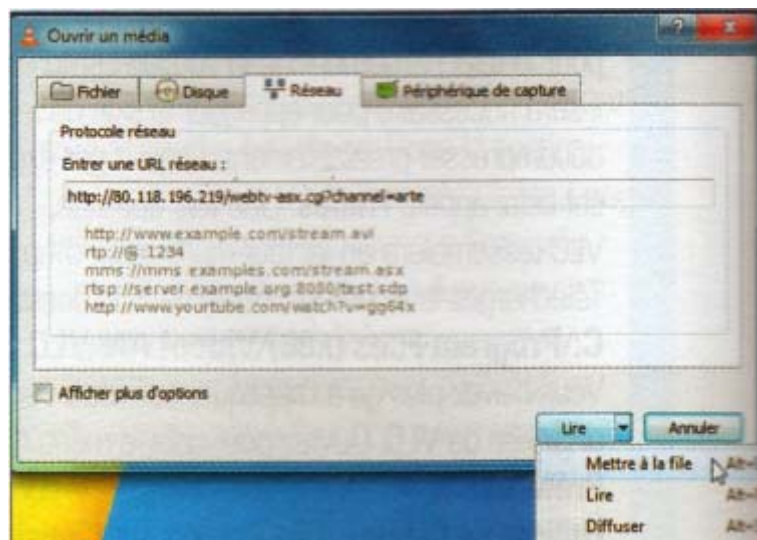 Ouvrir un média
Fichier Disque Réseau Périphérique de capture
Protocole réseau
Entrer une URL réseau :
http://80.118.196.219/webtv-asx.cgi?channel=arte
http://www.example.com/stream.avi
rtp://@:1234
mms://mms.examples.com/stream.asx
rtsp://server.example.org:8080/test.sdp
http://www.yourtube.com/watch?v=gg64x
Afficher plus d'options
Lire Annuler
Mettre à la file
Lire
Diffuser